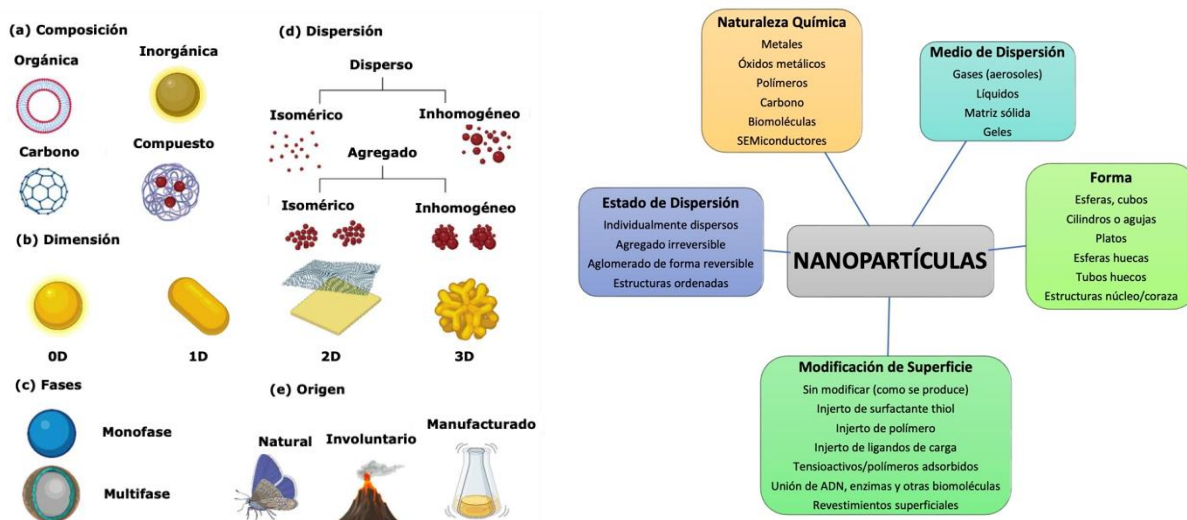 (a) Composición
Orgánica
Inorgánica
Carbono
Compuesto
(b) Dimensión
0D
1D
2D
3D
(c) Fases
Monofase
Multifase
(d) Dispersión
Disperso
Isomérico
Inhomogéneo
Agregado
Isomérico
Inhomogéneo
(e) Origen
Natural
Involuntario
Manufacturado
Naturaleza Química
Metales
Óxidos metálicos
Polímeros
Carbono
Biomoléculas
SEMiconductores
Medio de Dispersión
Gases (aerosoles)
Líquidos
Matriz sólida
Geles
Estado de Dispersión
Individualmente dispersos
Agregado irreversible
Aglomerado de forma reversible
Estructuras ordenadas
NANOPARTÍCULAS
Forma
Esferas, cubos
Cilindros o agujas
Platos
Esferas huecas
Tubos huecos
Estructuras núcleo/coraza
Modificación de Superficie
Sin modificar (como se produce)
Injerto de surfactante thiol
Injerto de polímero
Injerto de ligandos de carga
Tensioactivos/polímeros adsorbidos
Unión de ADN, enzimas y otras biomoléculas
Revestimientos superficiales